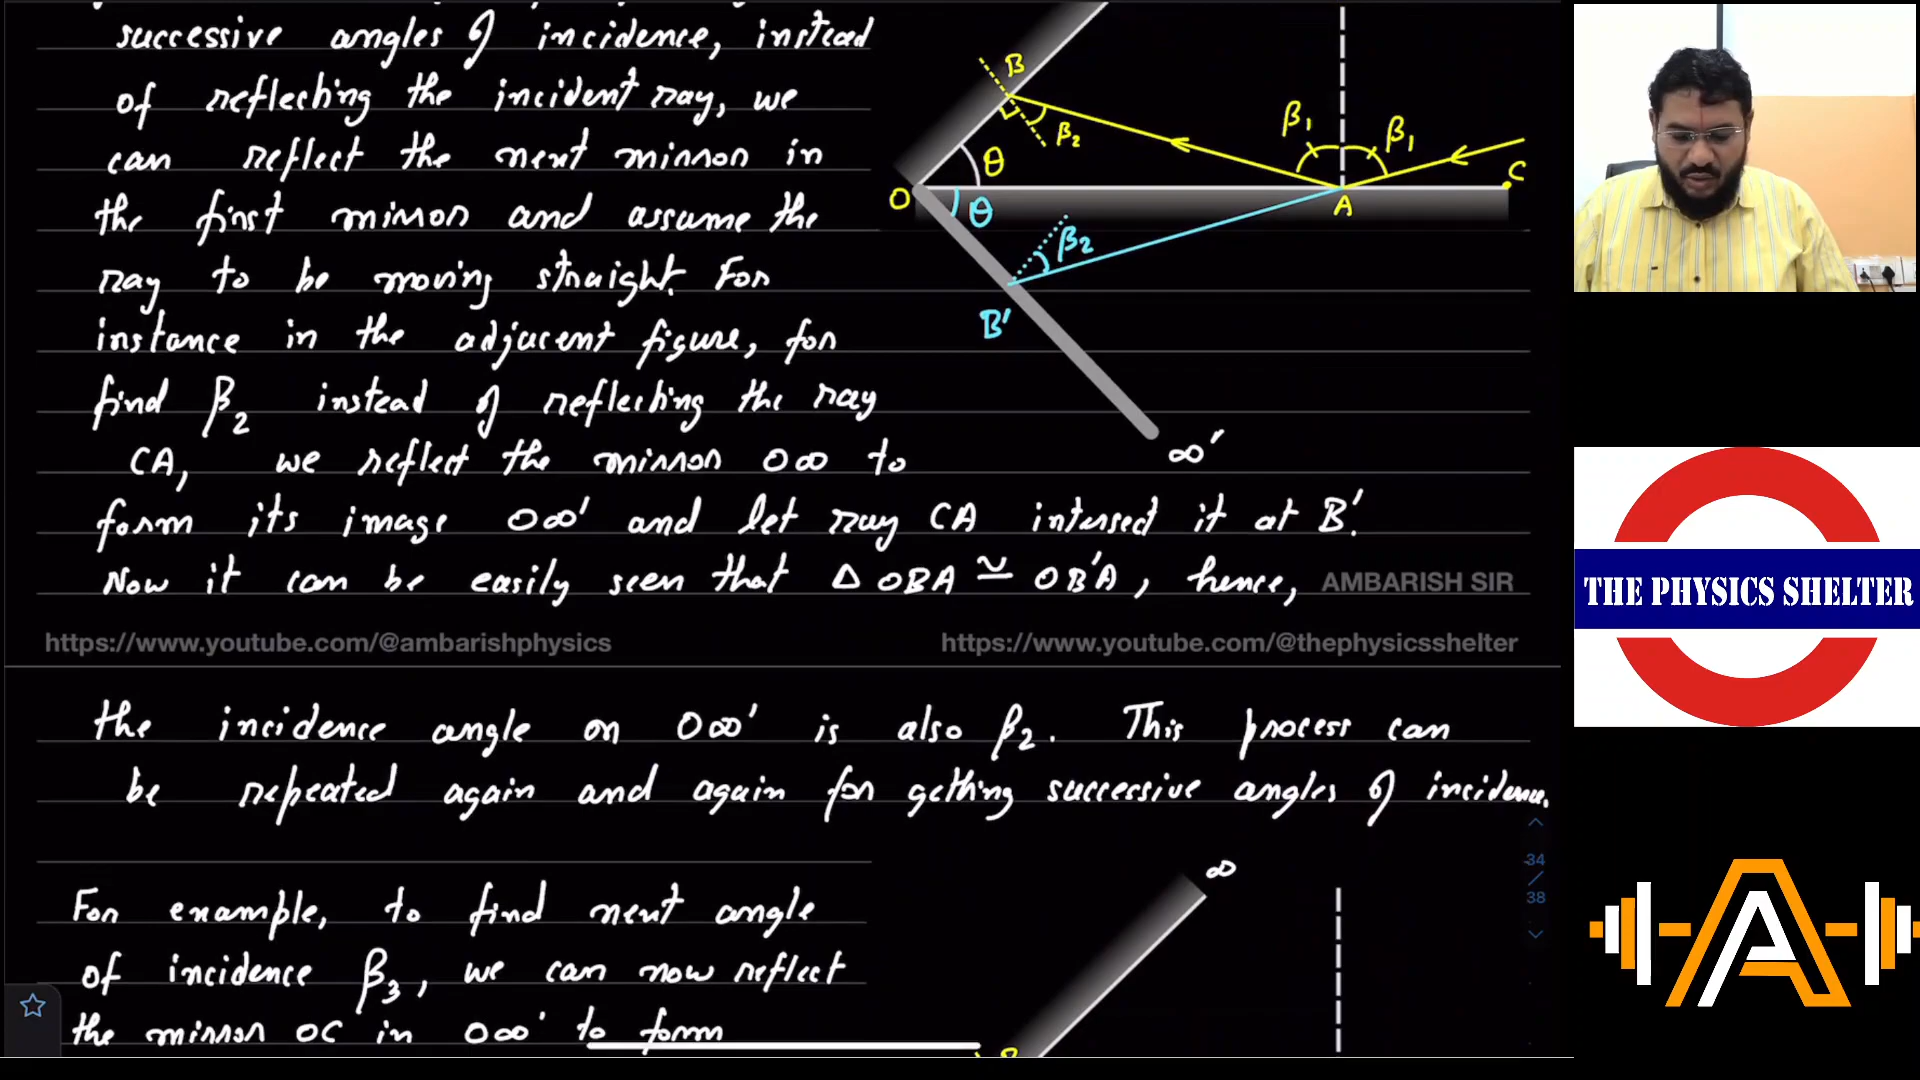 successive angles of incidence, instead
of reflecting the incident ray, we
can reflect the next mirror in
the first mirror and assume the
ray to be moving straight. For
instance in the adjacent figure, for
find β2 instead of reflecting the ray
CA, we reflect the mirror O∞ to
form its image O∞' and let ray CA intersect it at B'.
Now it can be easily seen that Δ OBA ≅ OB'A, hence,
AMBARISH SIR
https://www.youtube.com/@ambarishphysics
https://www.youtube.com/@thephysicsshelter
the incidence angle on O∞' is also β2. This process can
be repeated again and again for getting successive angles of incidence.
For example, to find next angle
of incidence β3, we can now reflect
the mirror OC in O∞' to form
B
β2
θ
β1
β1
C
O
A
θ
β2
B'
∞'
∞
34
/
38
THE PHYSICS SHELTER
A